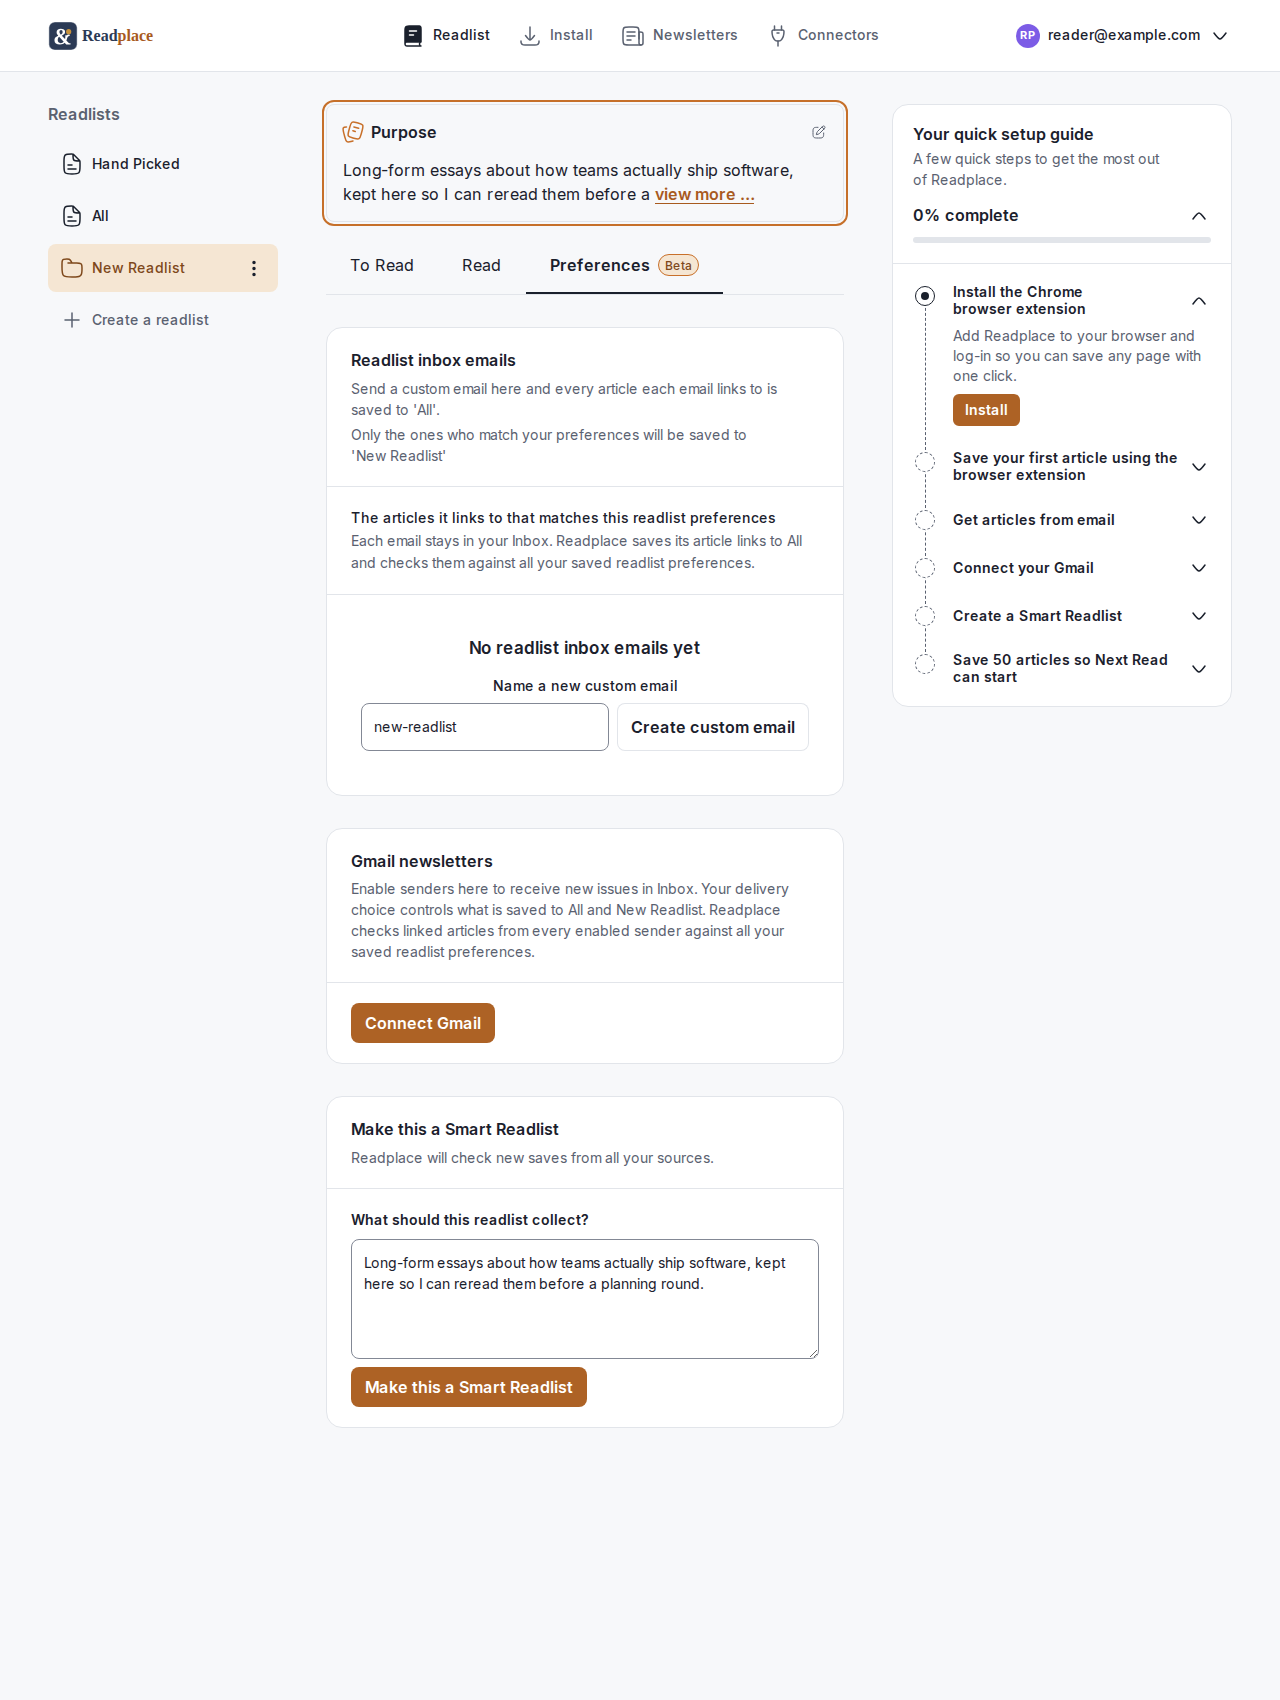 & Readplace
Readlist
Install
Newsletters
Connectors
RP
reader@example.com
Readlists
Hand Picked
All
New Readlist
Create a readlist
Purpose
Long-form essays about how teams actually ship software,
kept here so I can reread them before a view more ...
To Read
Read
Preferences
Beta
Readlist inbox emails
Send a custom email here and every article each email links to is
saved to 'All'.
Only the ones who match your preferences will be saved to
'New Readlist'
The articles it links to that matches this readlist preferences
Each email stays in your Inbox. Readplace saves its article links to All
and checks them against all your saved readlist preferences.
No readlist inbox emails yet
Name a new custom email
new-readlist
Create custom email
Gmail newsletters
Enable senders here to receive new issues in Inbox. Your delivery
choice controls what is saved to All and New Readlist. Readplace
checks linked articles from every enabled sender against all your
saved readlist preferences.
Connect Gmail
Make this a Smart Readlist
Readplace will check new saves from all your sources.
What should this readlist collect?
Long-form essays about how teams actually ship software, kept
here so I can reread them before a planning round.
Make this a Smart Readlist
Your quick setup guide
A few quick steps to get the most out
of Readplace.
0% complete
Install the Chrome
browser extension
Add Readplace to your browser and
log-in so you can save any page with
one click.
Install
Save your first article using the
browser extension
Get articles from email
Connect your Gmail
Create a Smart Readlist
Save 50 articles so Next Read
can start